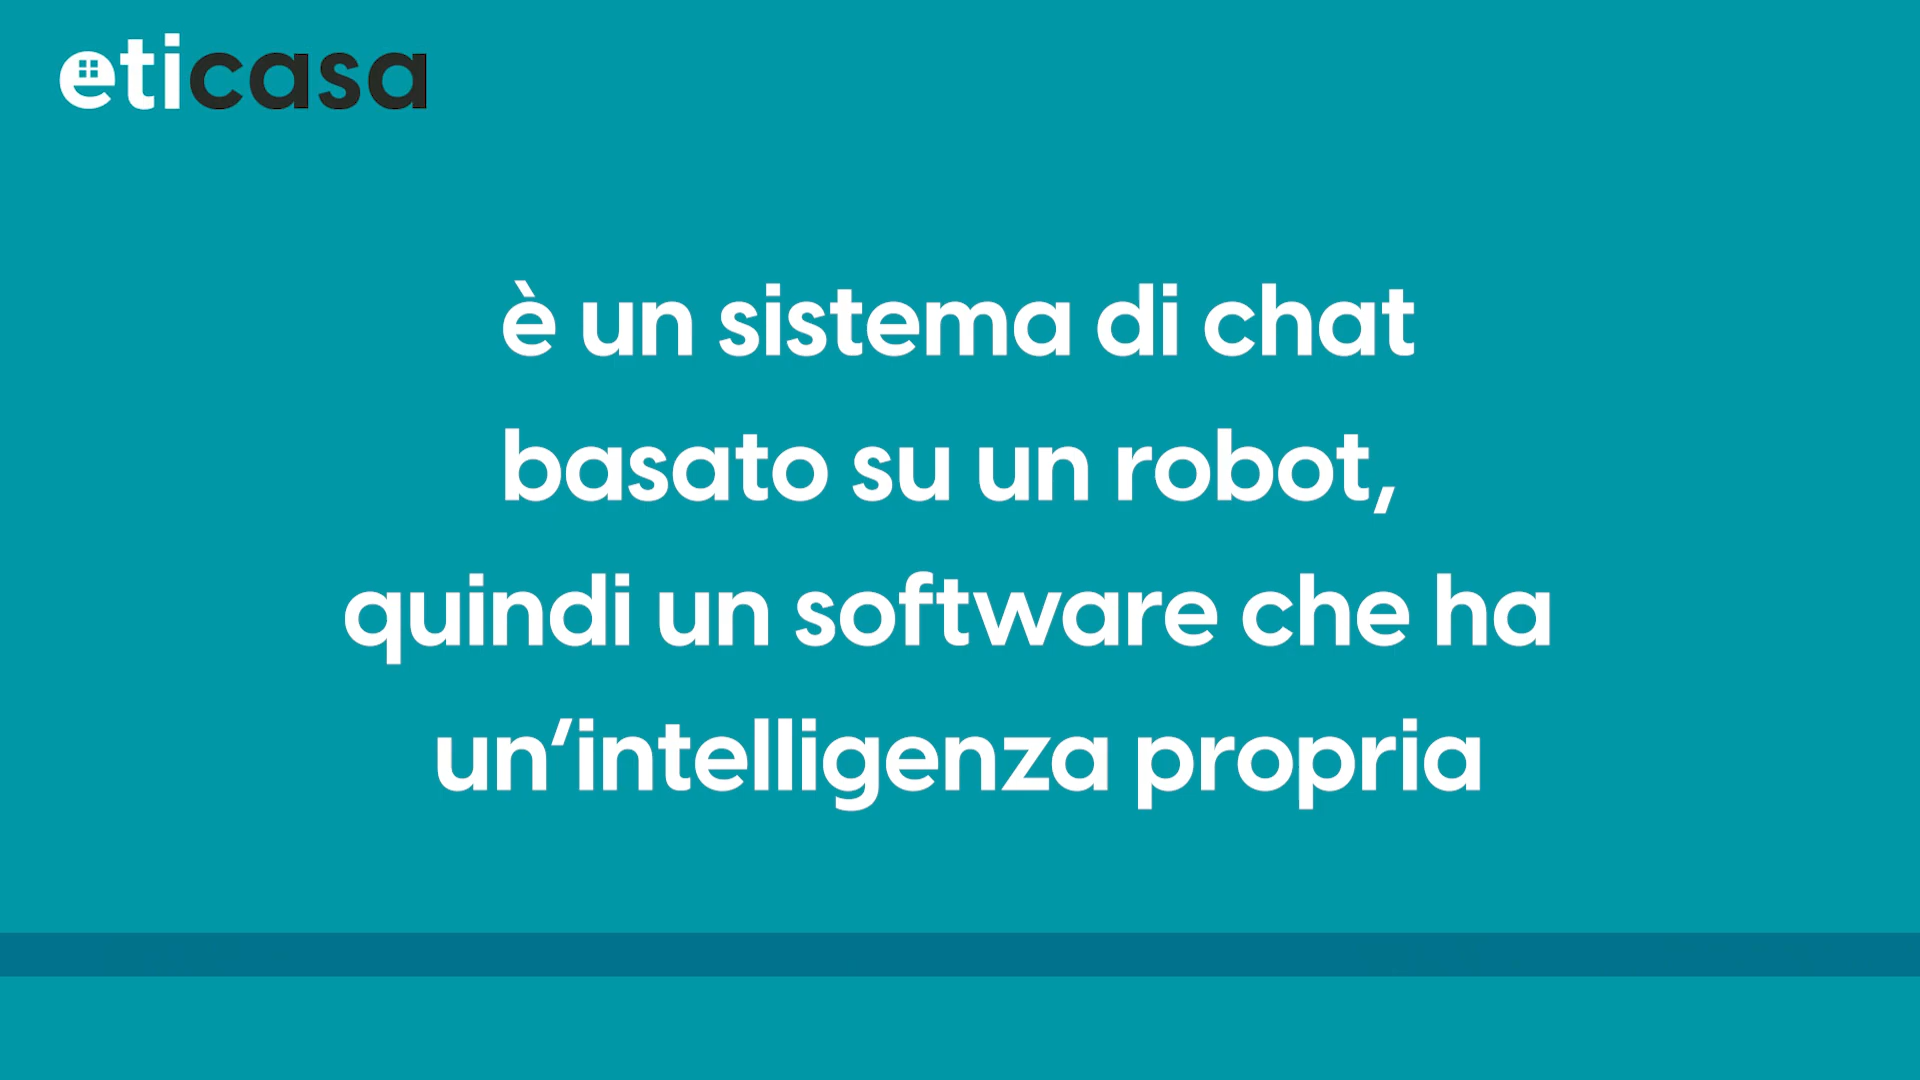 eticasa
è un sistema di chat
basato su un robot,
quindi un software che ha
un‘intelligenza propria